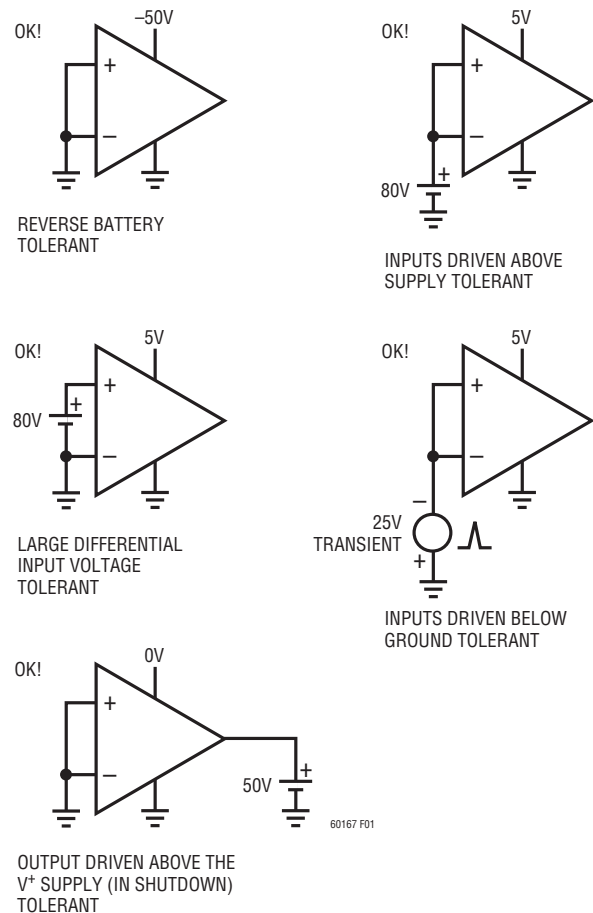 OK!
–50V
+
–
REVERSE BATTERY
TOLERANT
OK!
5V
+
–
80V
+
INPUTS DRIVEN ABOVE
SUPPLY TOLERANT
OK!
5V
+
–
80V
+
LARGE DIFFERENTIAL
INPUT VOLTAGE
TOLERANT
OK!
5V
+
–
–
25V
TRANSIENT
+
INPUTS DRIVEN BELOW
GROUND TOLERANT
OK!
0V
+
–
50V
+
60167 F01
OUTPUT DRIVEN ABOVE THE
V⁺ SUPPLY (IN SHUTDOWN)
TOLERANT